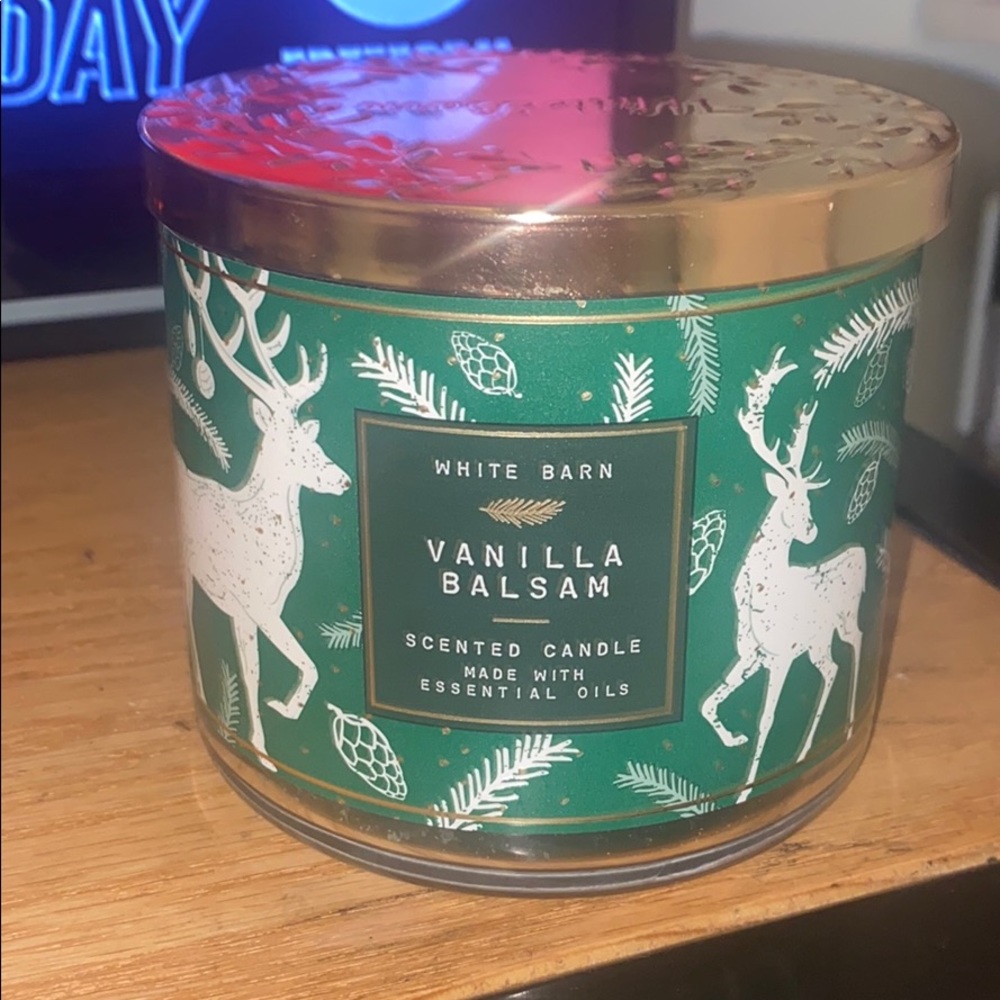 DAY
WHITE BARN
VANILLA
BALSAM
SCENTED CANDLE
MADE WITH
ESSENTIAL OILS